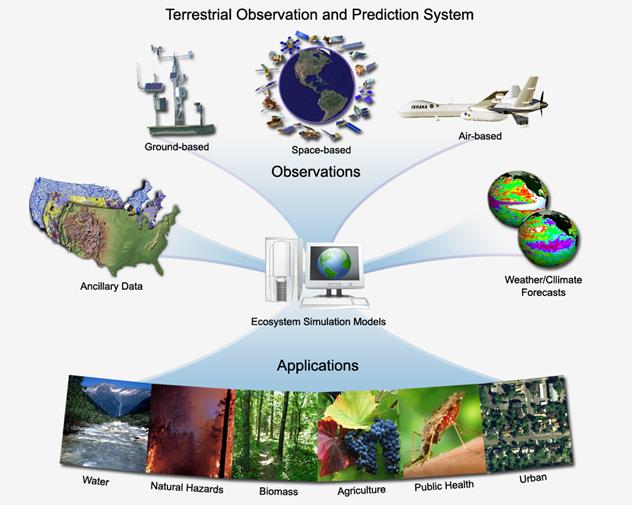 Terrestrial Observation and Prediction System
IKHANA
870
Ground-based
Space-based
Air-based
Observations
Ancillary Data
Weather/Climate
Forecasts
Ecosystem Simulation Models
Applications
Water
Natural Hazards
Biomass
Agriculture
Public Health
Urban